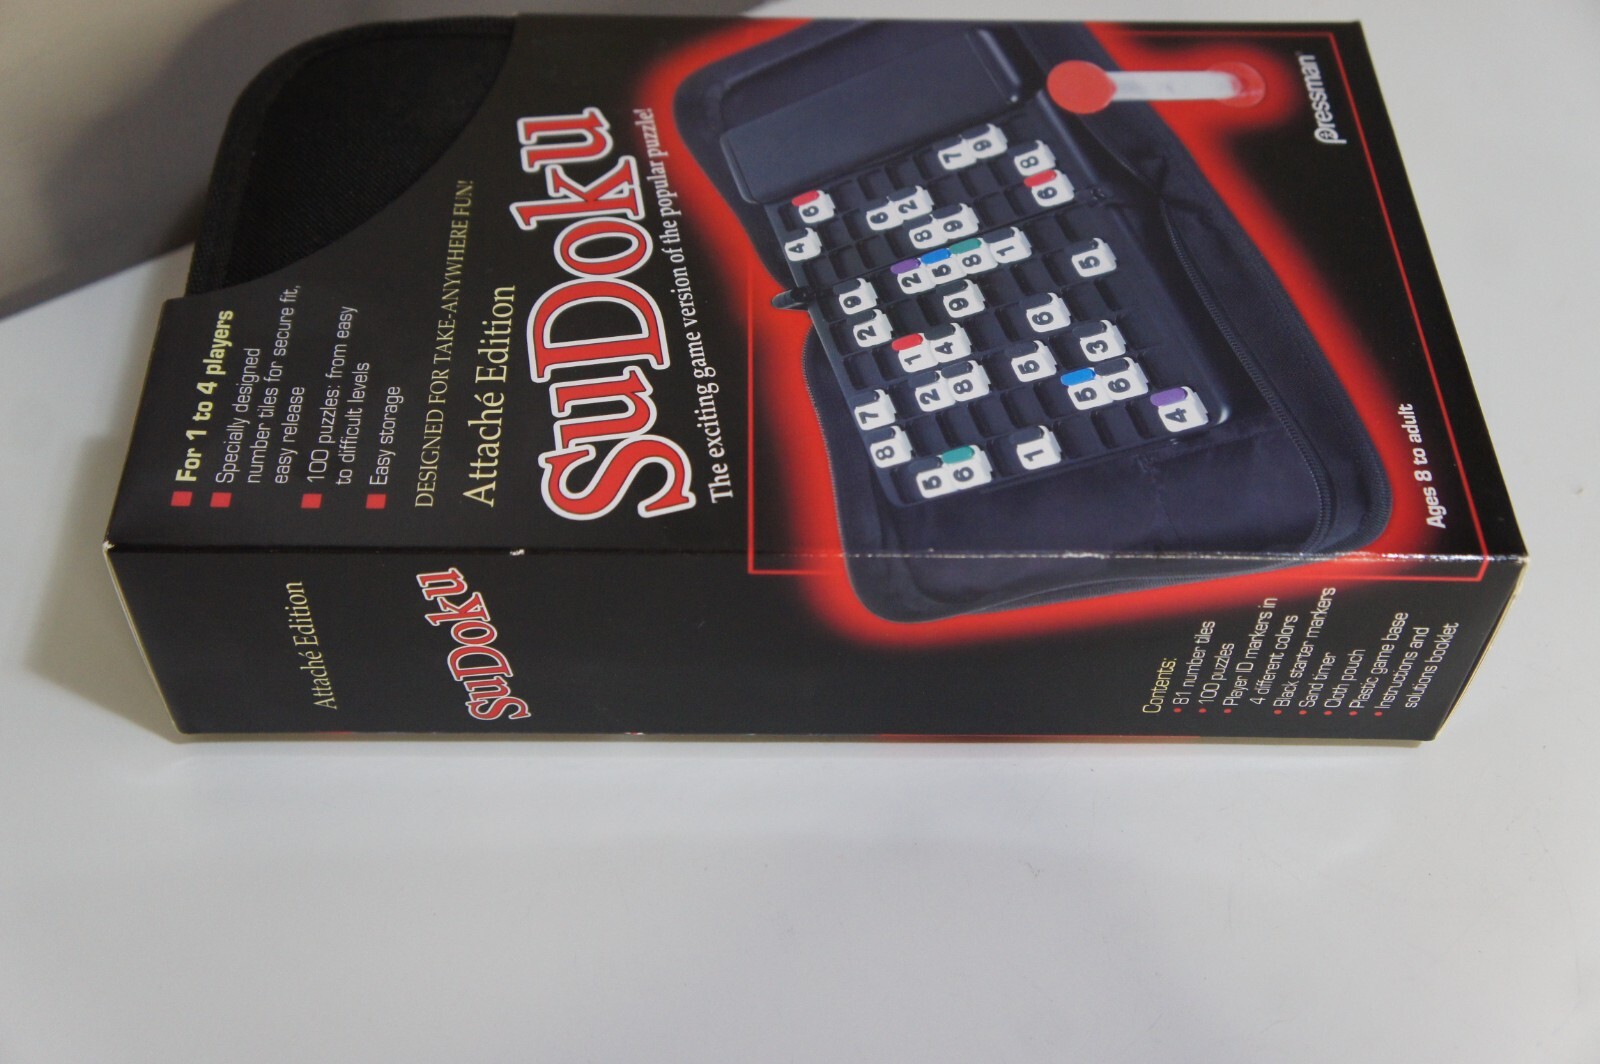 For 1 to 4 players
Specially designed
number tiles for secure fit,
easy release
100 puzzles: from easy
to difficult levels
Easy storage
DESIGNED FOR TAKE-ANYWHERE FUN!
Attaché Edition
SuDoku
The exciting game version of the popular puzzle!
pressman
Ages 8 to adult
Attaché Edition
SuDoku
Contents:
• 81 number tiles
• 100 puzzles
• Player ID markers in
4 different colors
• Black starter markers
• Sand timer
• Cloth pouch
• Plastic game base
• Instructions and
solutions booklet